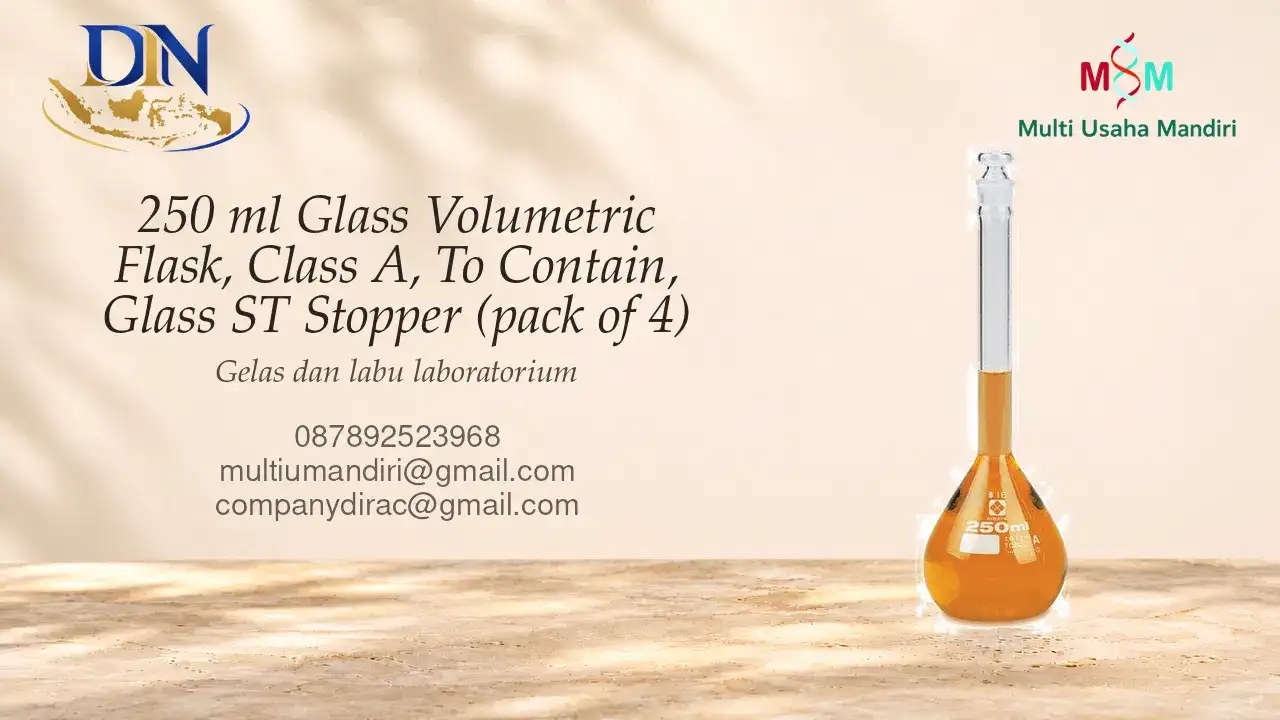 DIN
M M
Multi Usaha Mandiri
250 ml Glass Volumetric
Flask, Class A, To Contain,
Glass ST Stopper (pack of 4)
Gelas dan labu laboratorium
087892523968
multiumandiri@gmail.com
companydirac@gmail.com
250ml
A